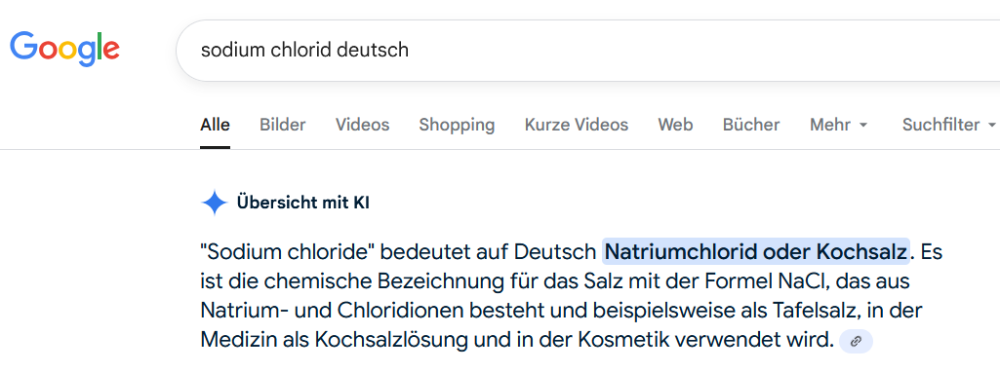 Google
sodium chlorid deutsch
Alle Bilder Videos Shopping Kurze Videos Web Bücher Mehr Suchfilter
Übersicht mit KI
"Sodium chloride" bedeutet auf Deutsch Natriumchlorid oder Kochsalz. Es
ist die chemische Bezeichnung für das Salz mit der Formel NaCl, das aus
Natrium- und Chloridionen besteht und beispielsweise als Tafelsalz, in der
Medizin als Kochsalzlösung und in der Kosmetik verwendet wird.